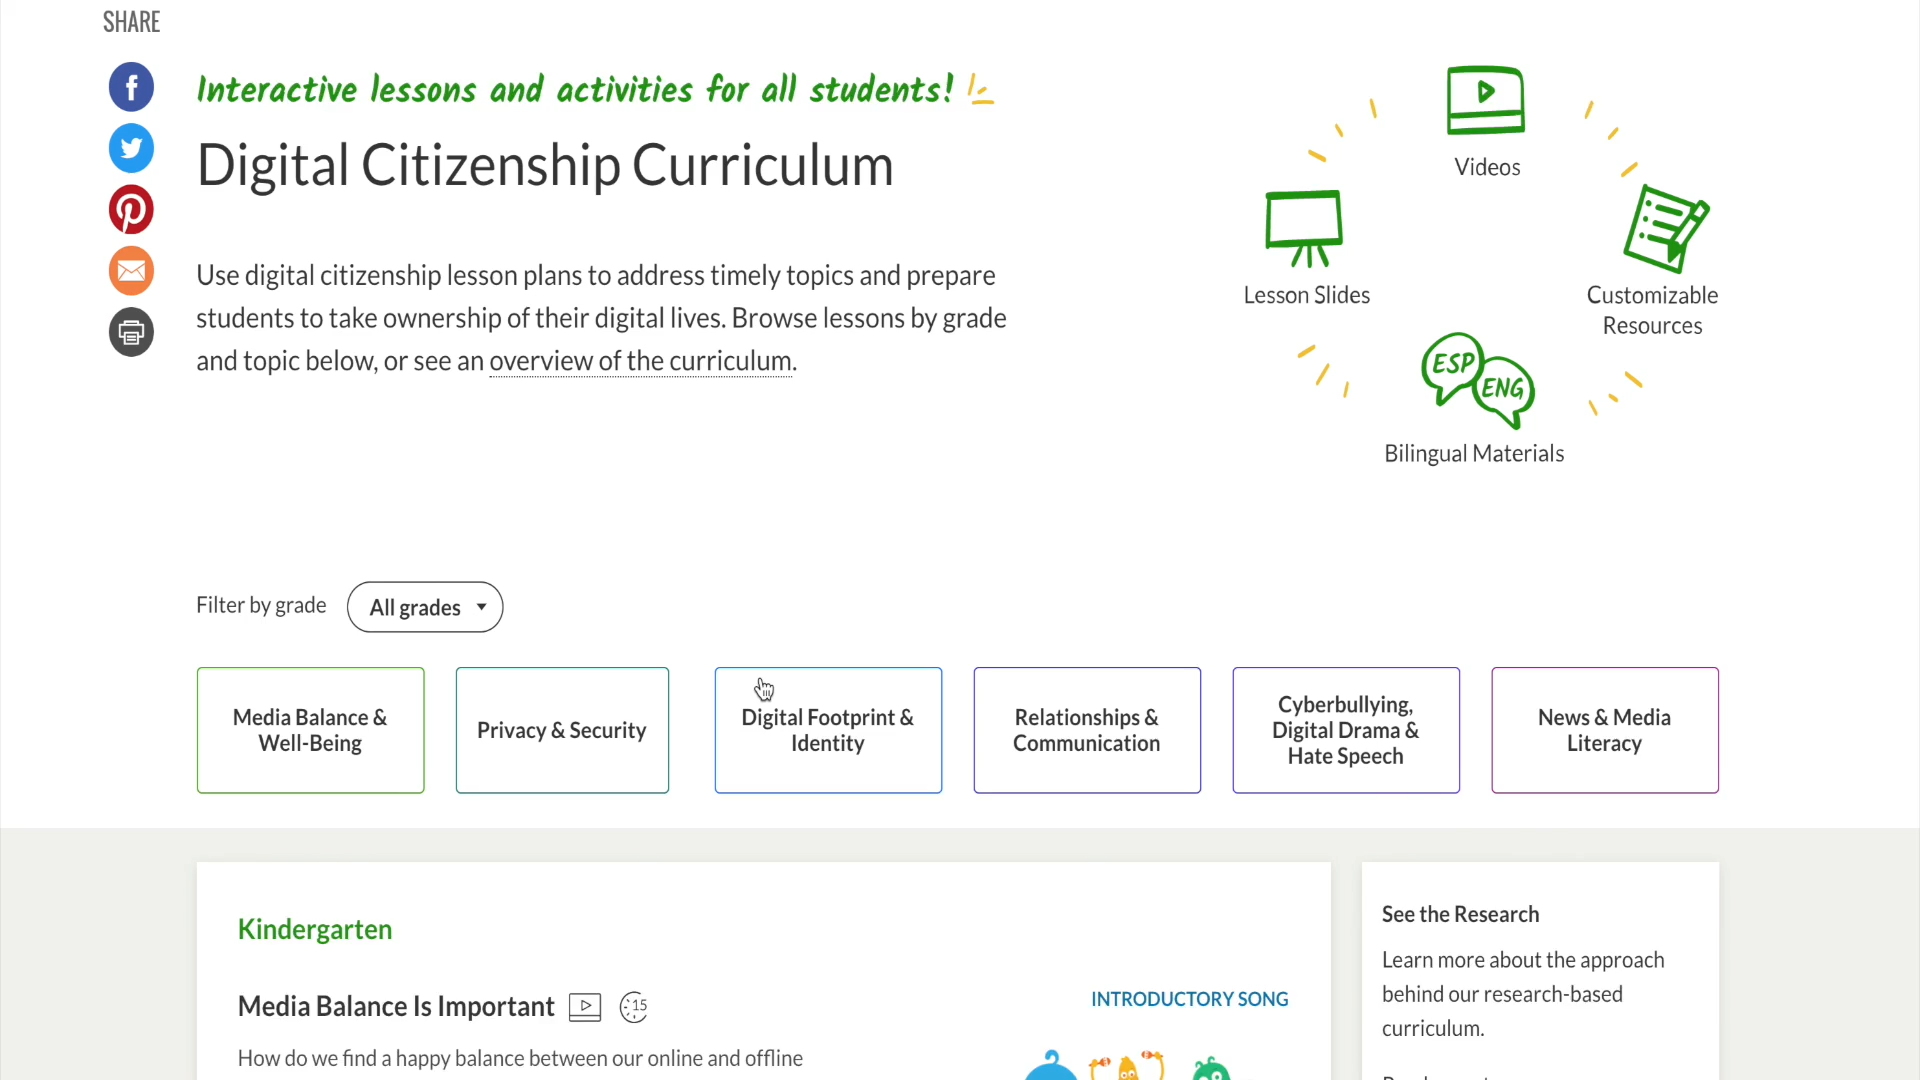 SHARE
Interactive lessons and activities for all students!
Digital Citizenship Curriculum
Use digital citizenship lesson plans to address timely topics and prepare
students to take ownership of their digital lives. Browse lessons by grade
and topic below, or see an overview of the curriculum.
Videos
Lesson Slides
Customizable
Resources
ESP
ENG
Bilingual Materials
Filter by grade
All grades
Media Balance &
Well-Being
Privacy & Security
Digital Footprint &
Identity
Relationships &
Communication
Cyberbullying,
Digital Drama &
Hate Speech
News & Media
Literacy
Kindergarten
Media Balance Is Important
15
INTRODUCTORY SONG
How do we find a happy balance between our online and offline
See the Research
Learn more about the approach
behind our research-based
curriculum.